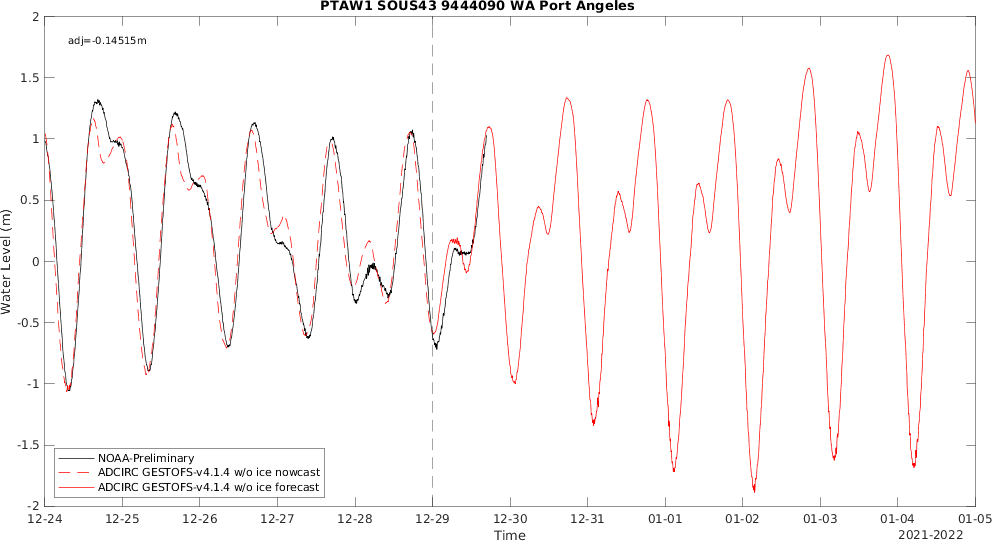 PTAW1 SOUS43 9444090 WA Port Angeles
adj=-0.14515m
2
1.5
1
0.5
0
-0.5
-1
-1.5
-2
Water Level (m)
NOAA-Preliminary
ADCIRC GESTOFS-v4.1.4 w/o ice nowcast
ADCIRC GESTOFS-v4.1.4 w/o ice forecast
12-24 12-25 12-26 12-27 12-28 12-29 12-30 12-31 01-01 01-02 01-03 01-04 01-05
Time
2021-2022